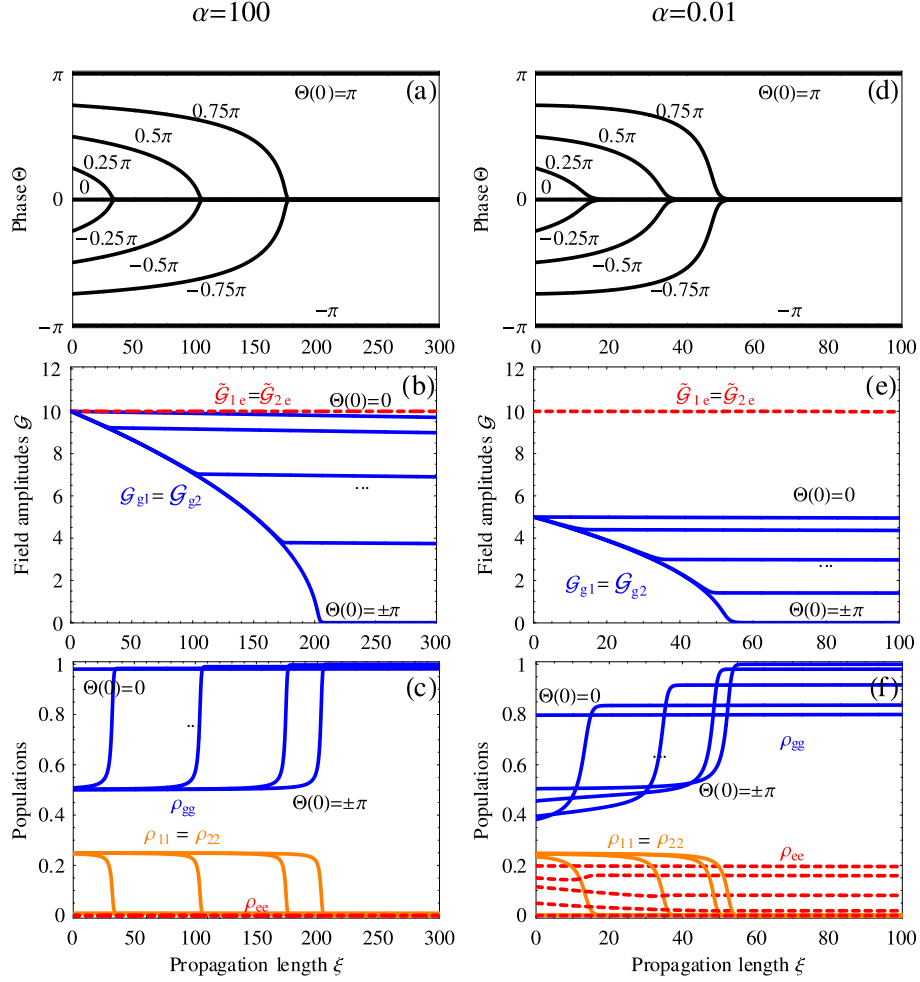 α=100
α=0.01
(a)
Θ(0)=π
0.75π
0.5π
0.25π
0
−0.25π
−0.5π
−0.75π
−π
Phase Θ
π
0
−π
0 50 100 150 200 250 300
(d)
Θ(0)=π
0.75π
0.5π
0.25π
0
−0.25π
−0.5π
−0.75π
−π
Phase Θ
π
0
−π
0 20 40 60 80 100
(b)
G̃1e=G̃2e
Θ(0)=0
...
Gg1=Gg2
Θ(0)=±π
Field amplitudes G
12
10
8
6
4
2
0
0 50 100 150 200 250 300
(e)
G̃1e=G̃2e
Θ(0)=0
...
Gg1=Gg2
Θ(0)=±π
Field amplitudes G
12
10
8
6
4
2
0
0 20 40 60 80 100
(c)
Θ(0)=0
..
ρgg
Θ(0)=±π
ρ11=ρ22
ρee
Populations
1
0.8
0.6
0.4
0.2
0
0 50 100 150 200 250 300
Propagation length ξ
(f)
Θ(0)=0
...
ρgg
Θ(0)=±π
ρ11=ρ22
ρee
Populations
1
0.8
0.6
0.4
0.2
0
0 20 40 60 80 100
Propagation length ξ